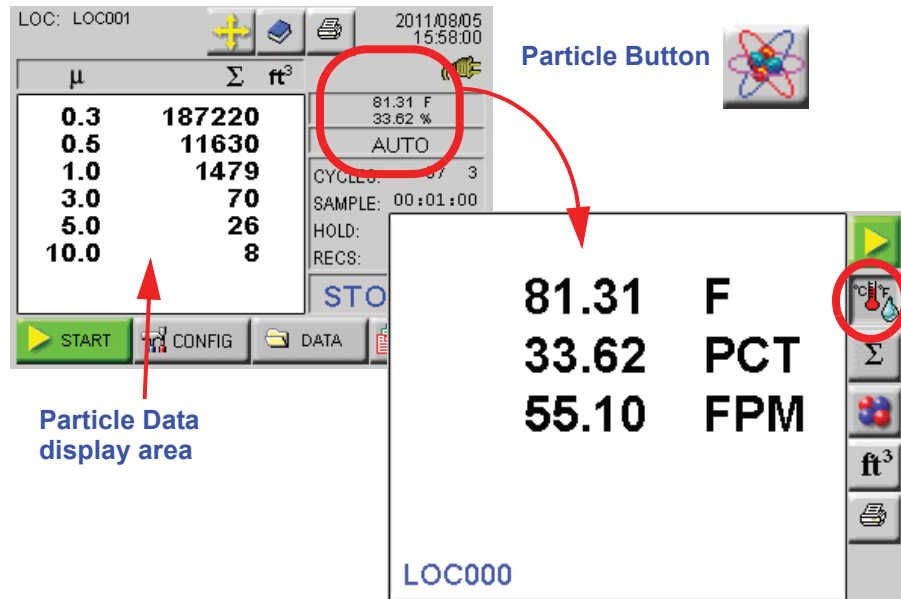 LOC: LOC001
2011/08/05
15:58:00
Particle Button
μ Σ ft³
81.31 F
33.62 %
0.3 187220
0.5 11630
1.0 1479
3.0 70
5.0 26
10.0 8
AUTO
CYCLES: 3
SAMPLE: 00:01:00
HOLD:
RECS:
STO
START
CONFIG
DATA
Particle Data
display area
81.31 F
33.62 PCT
55.10 FPM
LOC000
°C °F
Σ
ft³